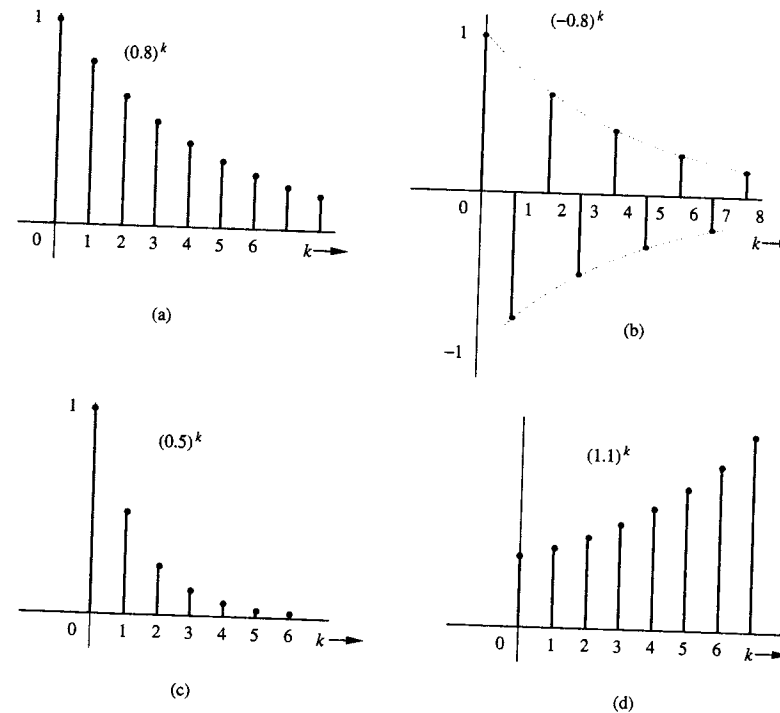 1
(0.8)^k
0 1 2 3 4 5 6 k
(a)
1
(−0.8)^k
0 1 2 3 4 5 6 7 8
k
−1
(b)
1
(0.5)^k
0 1 2 3 4 5 6 k
(c)
(1.1)^k
0 1 2 3 4 5 6 k
(d)